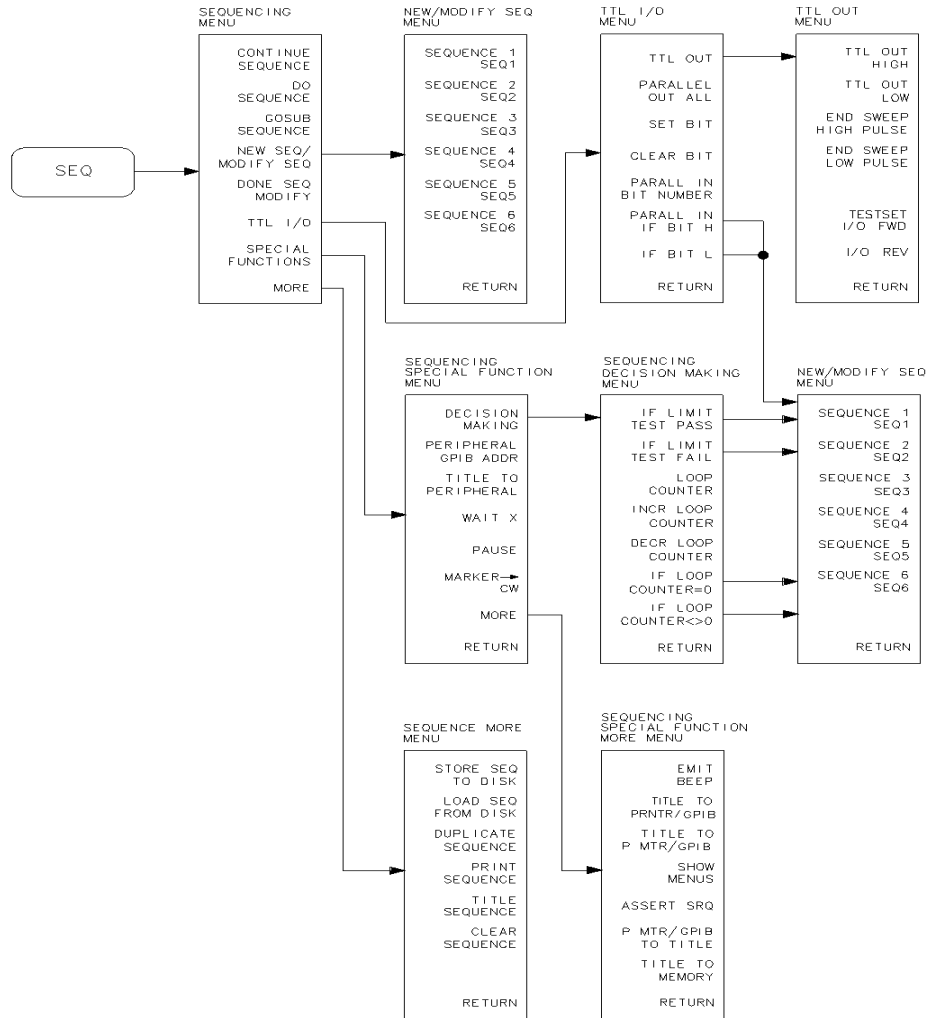 SEQ
SEQUENCING
MENU
CONTINUE
SEQUENCE
DO
SEQUENCE
GOSUB
SEQUENCE
NEW SEQ/
MODIFY SEQ
DONE SEQ
MODIFY
TTL I/O
SPECIAL
FUNCTIONS
MORE
NEW/MODIFY SEQ
MENU
SEQUENCE 1
SEQ1
SEQUENCE 2
SEQ2
SEQUENCE 3
SEQ3
SEQUENCE 4
SEQ4
SEQUENCE 5
SEQ5
SEQUENCE 6
SEQ6
RETURN
TTL I/O
MENU
TTL OUT
PARALLEL
OUT ALL
SET BIT
CLEAR BIT
PARALL IN
BIT NUMBER
PARALL IN
IF BIT H
IF BIT L
RETURN
TTL OUT
MENU
TTL OUT
HIGH
TTL OUT
LOW
END SWEEP
HIGH PULSE
END SWEEP
LOW PULSE
TESTSET
I/O FWD
I/O REV
RETURN
SEQUENCING
SPECIAL FUNCTION
MENU
DECISION
MAKING
PERIPHERAL
GPIB ADDR
TITLE TO
PERIPHERAL
WAIT X
PAUSE
MARKER→
CW
MORE
RETURN
SEQUENCING
DECISION MAKING
MENU
IF LIMIT
TEST PASS
IF LIMIT
TEST FAIL
LOOP
COUNTER
INCR LOOP
COUNTER
DECR LOOP
COUNTER
IF LOOP
COUNTER=0
IF LOOP
COUNTER<>0
RETURN
NEW/MODIFY SEQ
MENU
SEQUENCE 1
SEQ1
SEQUENCE 2
SEQ2
SEQUENCE 3
SEQ3
SEQUENCE 4
SEQ4
SEQUENCE 5
SEQ5
SEQUENCE 6
SEQ6
RETURN
SEQUENCE MORE
MENU
STORE SEQ
TO DISK
LOAD SEQ
FROM DISK
DUPLICATE
SEQUENCE
PRINT
SEQUENCE
TITLE
SEQUENCE
CLEAR
SEQUENCE
RETURN
SEQUENCING
SPECIAL FUNCTION
MORE MENU
EMIT
BEEP
TITLE TO
PRNTR/GPIB
TITLE TO
P MTR/GPIB
SHOW
MENUS
ASSERT SRQ
P MTR/GPIB
TO TITLE
TITLE TO
MEMORY
RETURN